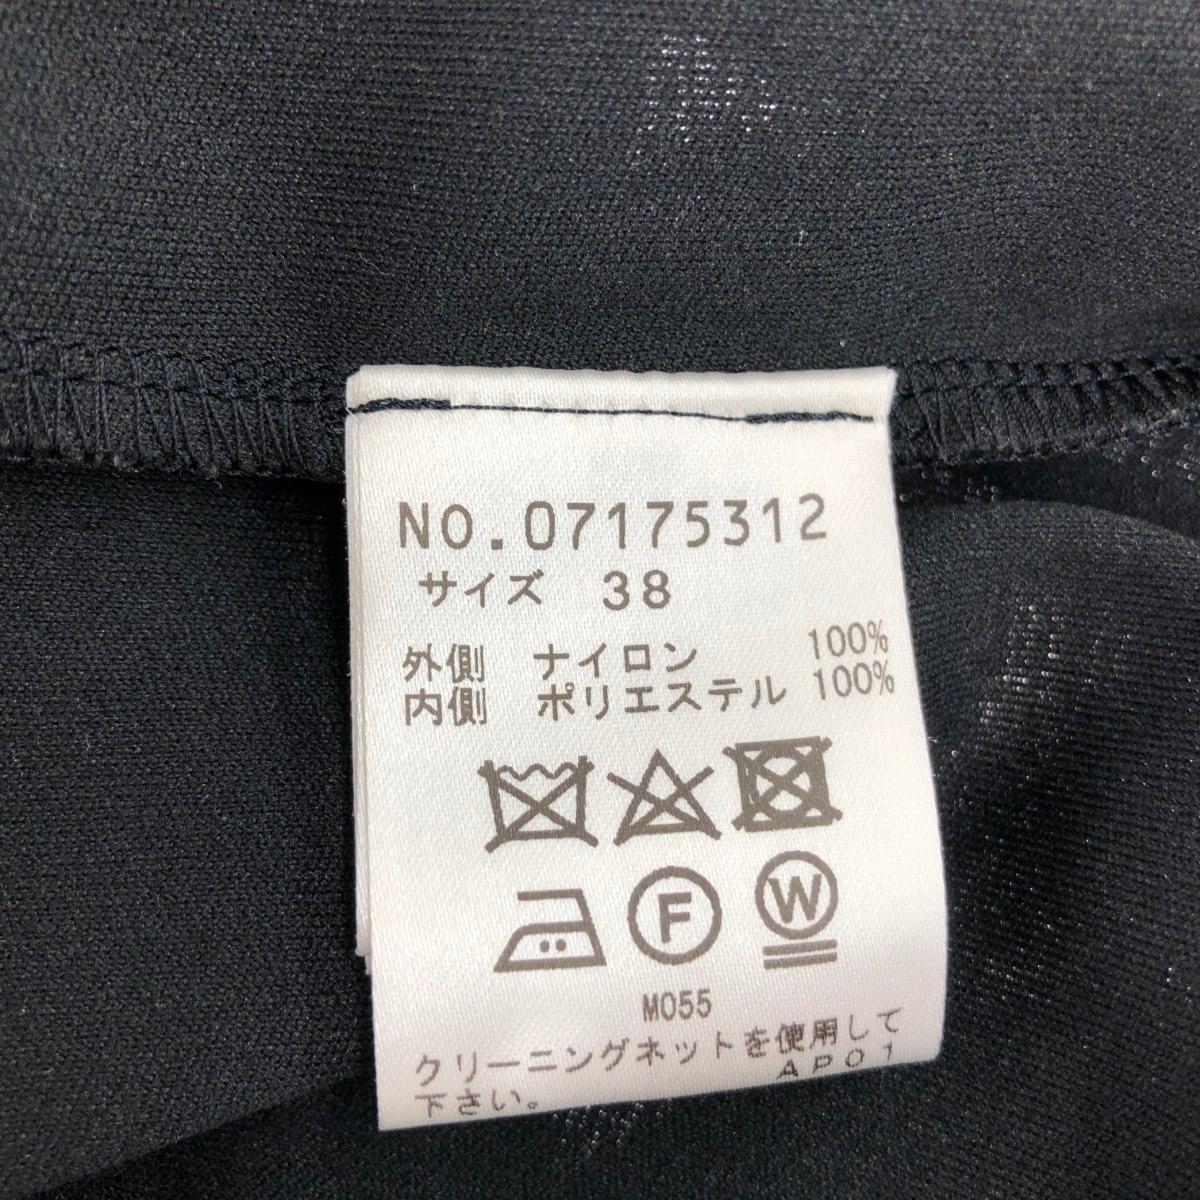 NO.07175312
サイズ 38
外側 ナイロン 100%
内側 ポリエステル 100%
F W
M055
クリーニングネットを使用して
下さい。 AP01